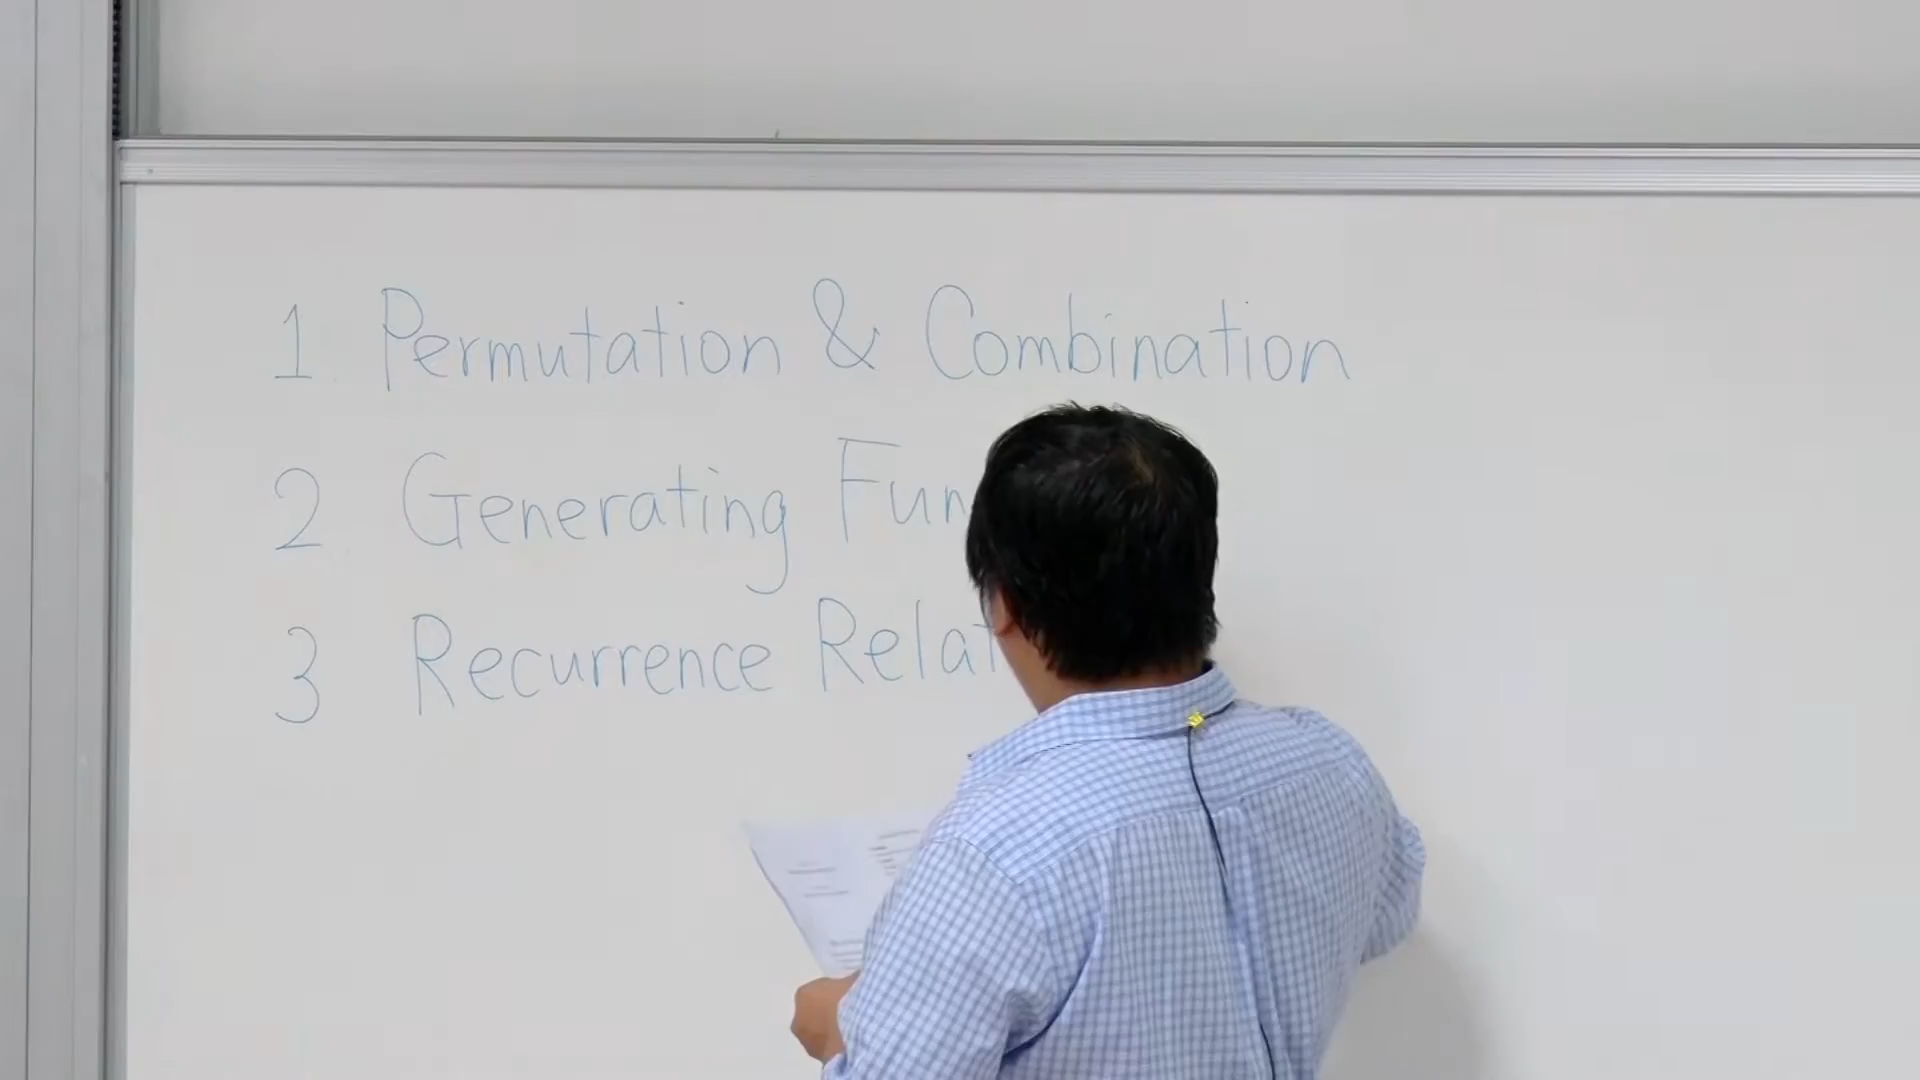 1 Permutation & Combination
2 Generating Fun
3 Recurrence Relat